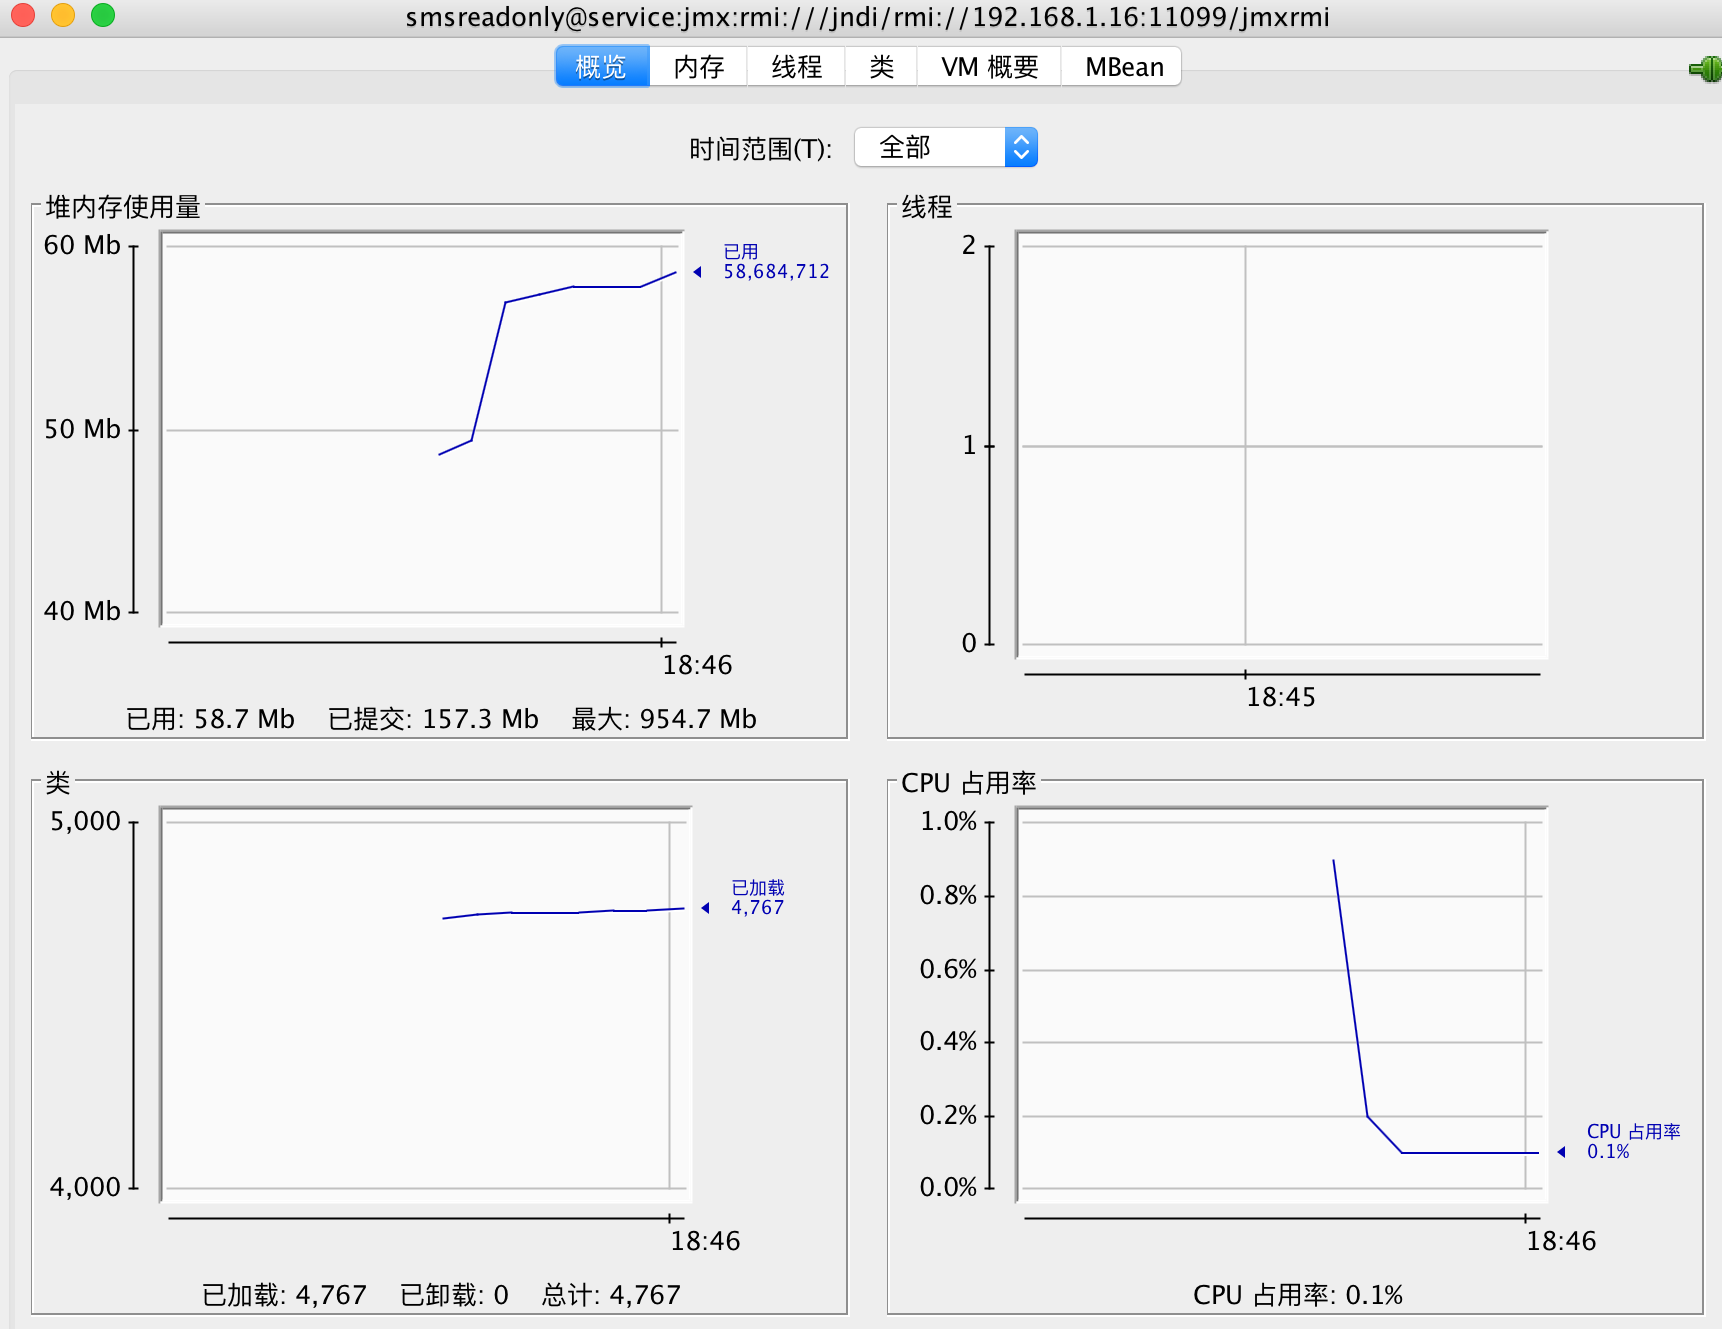 smsreadonly@service:jmx:rmi:///jndi/rmi://192.168.1.16:11099/jmxrmi
概览 内存 线程 类 VM 概要 MBean
时间范围(T): 全部
堆内存使用量
60 Mb
50 Mb
40 Mb
已用
58,684,712
18:46
已用: 58.7 Mb 已提交: 157.3 Mb 最大: 954.7 Mb
线程
2
1
0
18:45
类
5,000
4,000
已加载
4,767
18:46
已加载: 4,767 已卸载: 0 总计: 4,767
CPU 占用率
1.0%
0.8%
0.6%
0.4%
0.2%
0.0%
CPU 占用率
0.1%
18:46
CPU 占用率: 0.1%